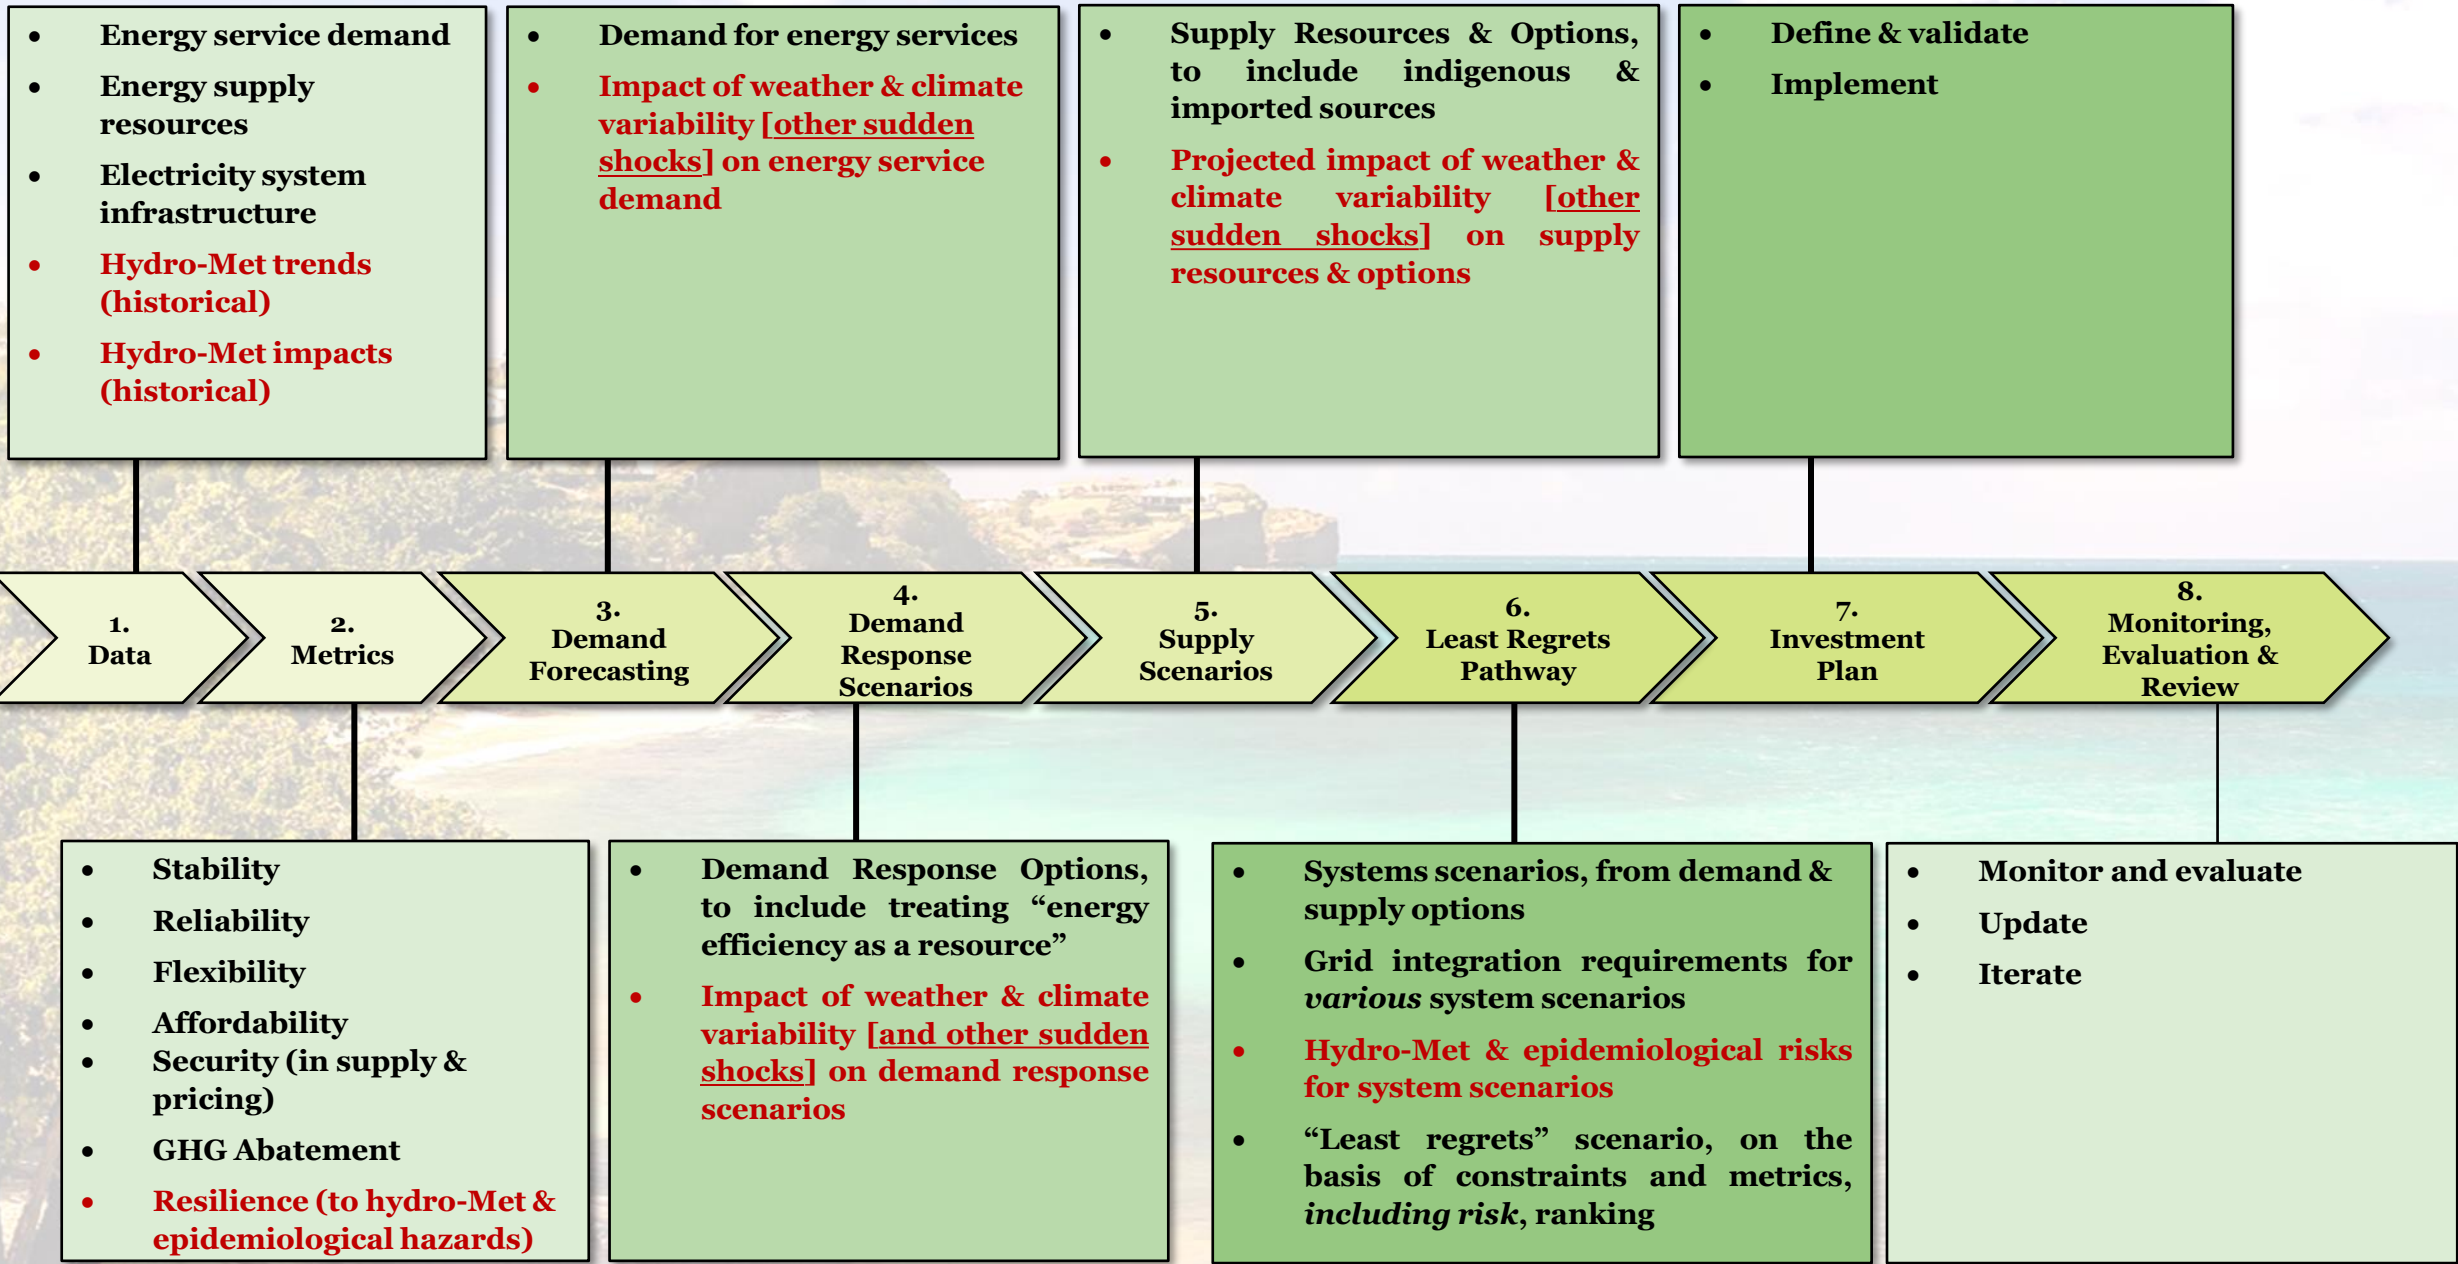 • Energy service demand
• Energy supply
resources
• Electricity system
infrastructure
• Hydro-Met trends
(historical)
• Hydro-Met impacts
(historical)
• Demand for energy services
• Impact of weather & climate
variability [other sudden
shocks] on energy service
demand
• Supply Resources & Options,
to include indigenous &
imported sources
• Projected impact of weather &
climate variability [other
sudden shocks] on supply
resources & options
• Define & validate
• Implement
1.
Data
2.
Metrics
3.
Demand
Forecasting
4.
Demand
Response
Scenarios
5.
Supply
Scenarios
6.
Least Regrets
Pathway
7.
Investment
Plan
8.
Monitoring,
Evaluation &
Review
• Stability
• Reliability
• Flexibility
• Affordability
• Security (in supply &
pricing)
• GHG Abatement
• Resilience (to hydro-Met &
epidemiological hazards)
• Demand Response Options,
to include treating “energy
efficiency as a resource”
• Impact of weather & climate
variability [and other sudden
shocks] on demand response
scenarios
• Systems scenarios, from demand &
supply options
• Grid integration requirements for
various system scenarios
• Hydro-Met & epidemiological risks
for system scenarios
• “Least regrets” scenario, on the
basis of constraints and metrics,
including risk, ranking
• Monitor and evaluate
• Update
• Iterate